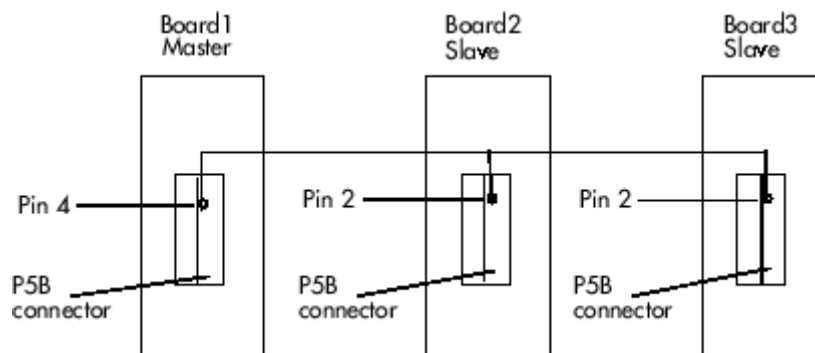 Board1
Master
Board2
Slave
Board3
Slave
Pin 4
Pin 2
Pin 2
P5B
connector
P5B
connector
P5B
connector